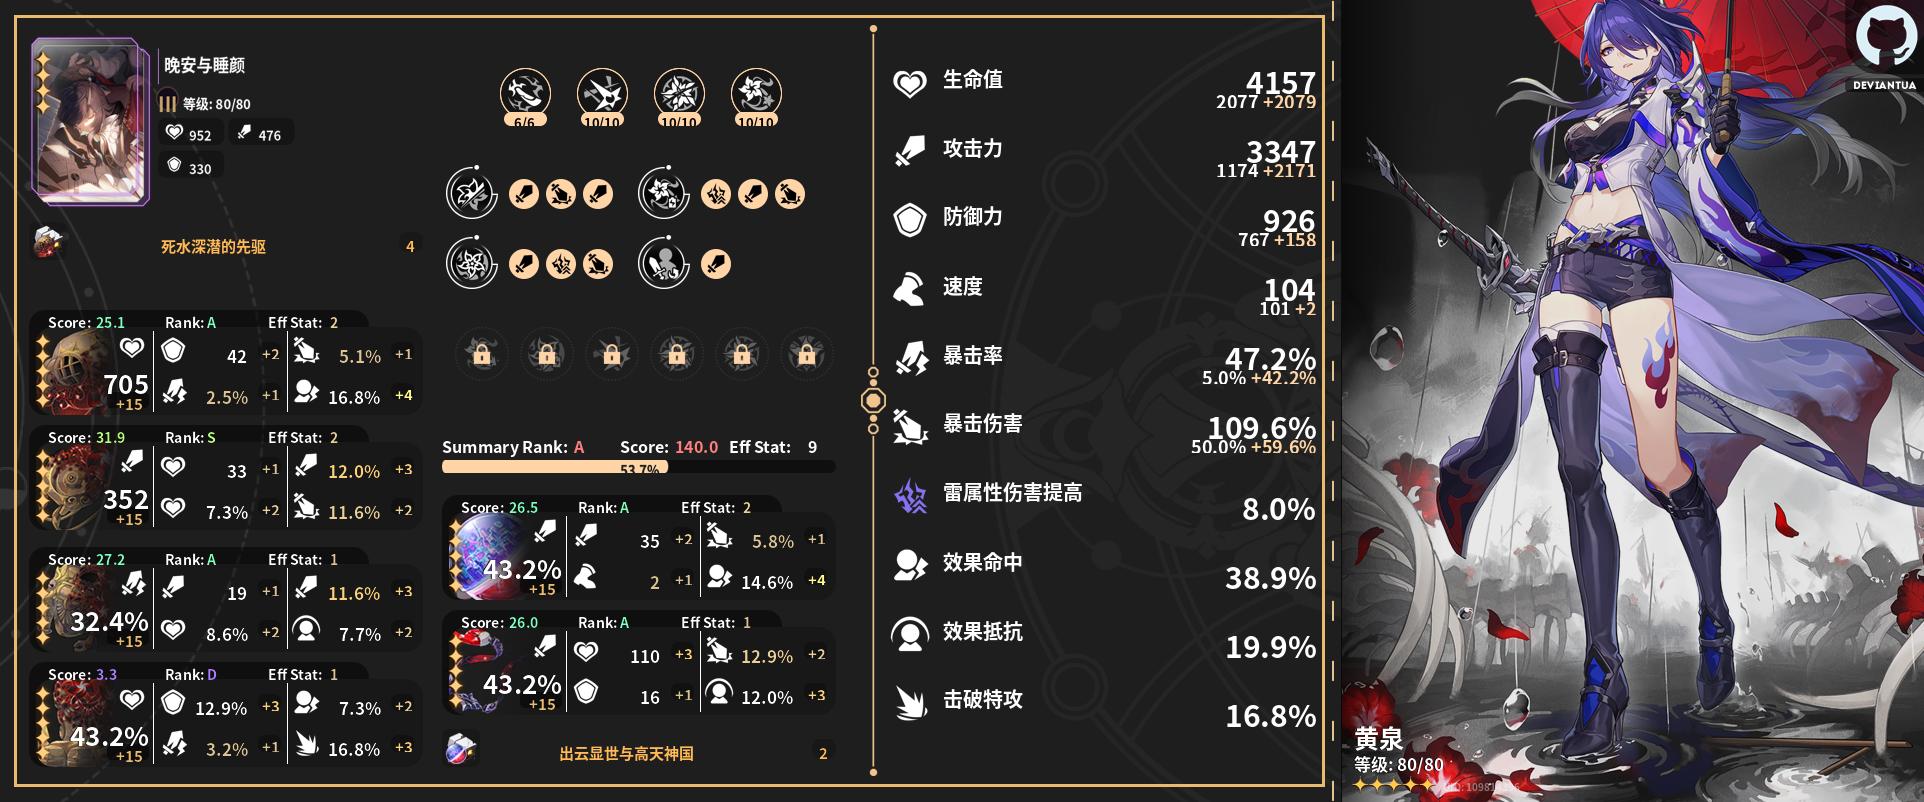 晚安与睡颜
等级: 80/80
952
476
330
死水深潜的先驱 4
Score: 25.1 Rank: A Eff Stat: 2
705
+15
42 +2
5.1% +1
2.5% +1
16.8% +4
Score: 31.9 Rank: S Eff Stat: 2
352
+15
33 +1
12.0% +3
7.3% +2
11.6% +2
Score: 27.2 Rank: A Eff Stat: 1
32.4%
+15
19 +1
11.6% +3
8.6% +2
7.7% +2
Score: 3.3 Rank: D Eff Stat: 1
43.2%
+15
12.9% +3
7.3% +2
3.2% +1
16.8% +3
6/6
10/10
10/10
10/10
Summary Rank: A Score: 140.0 Eff Stat: 9
53.7%
Score: 26.5 Rank: A Eff Stat: 2
43.2%
+15
35 +2
5.8% +1
2 +1
14.6% +4
Score: 26.0 Rank: A Eff Stat: 1
43.2%
+15
110 +3
12.9% +2
16 +1
12.0% +3
出云显世与高天神国 2
生命值 4157
2077 +2079
攻击力 3347
1174 +2171
防御力 926
767 +158
速度 104
101 +2
暴击率 47.2%
5.0% +42.2%
暴击伤害 109.6%
50.0% +59.6%
雷属性伤害提高 8.0%
效果命中 38.9%
效果抵抗 19.9%
击破特攻 16.8%
DEVIANTUA
黄泉
等级: 80/80